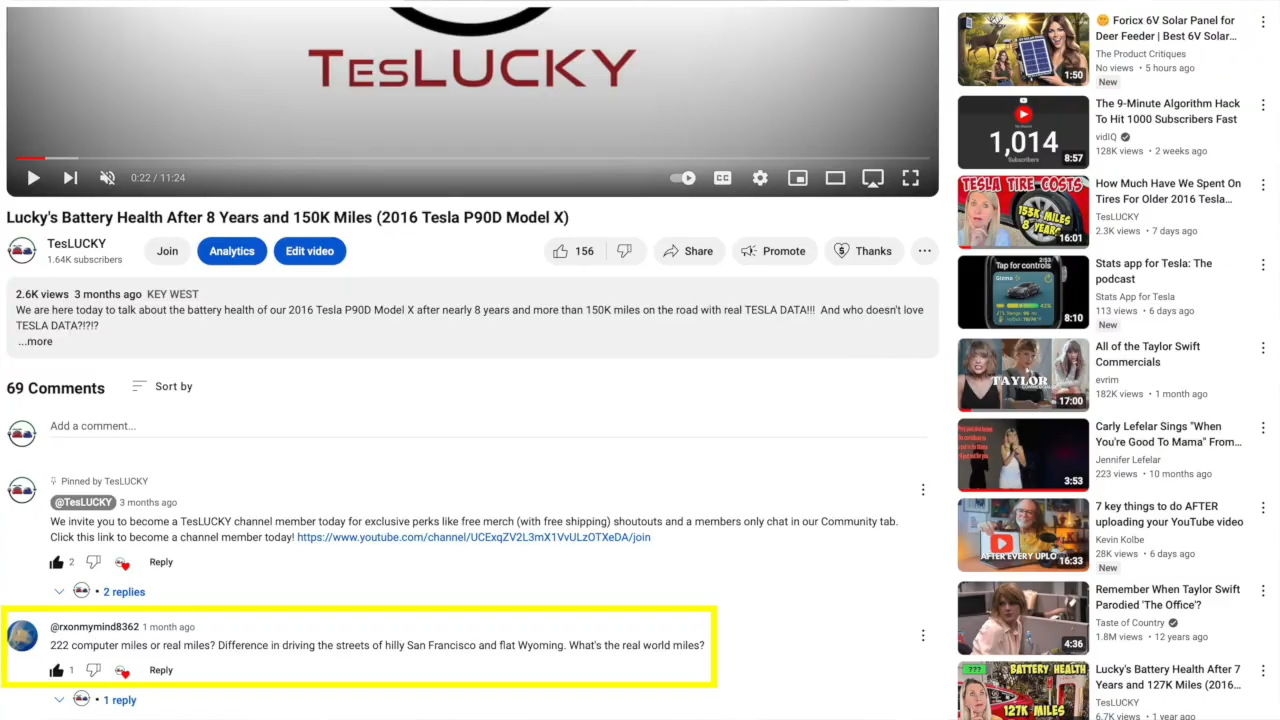 TESLUCKY
0:22 / 11:24
CC
Lucky's Battery Health After 8 Years and 150K Miles (2016 Tesla P90D Model X)
TesLUCKY
1.64K subscribers
Join
Analytics
Edit video
156
Share
Promote
Thanks
2.6K views 3 months ago KEY WEST
We are here today to talk about the battery health of our 2016 Tesla P90D Model X after nearly 8 years and more than 150K miles on the road with real TESLA DATA!!! And who doesn't love
TESLA DATA?!?!?
...more
69 Comments
Sort by
Add a comment...
Pinned by TesLUCKY
@TesLUCKY 3 months ago
We invite you to become a TesLUCKY channel member today for exclusive perks like free merch (with free shipping) shoutouts and a members only chat in our Community tab.
Click this link to become a channel member today! https://www.youtube.com/channel/UCExqZV2L3mX1VvULzOTXeDA/join
2
Reply
• 2 replies
@rxonmymind8362 1 month ago
222 computer miles or real miles? Difference in driving the streets of hilly San Francisco and flat Wyoming. What's the real world miles?
1
Reply
• 1 reply
1:50
Foricx 6V Solar Panel for
Deer Feeder | Best 6V Solar...
The Product Critiques
No views • 5 hours ago
New
1,014
Subscribers
8:57
The 9-Minute Algorithm Hack
To Hit 1000 Subscribers Fast
vidIQ
128K views • 2 weeks ago
TESLA TIRE COSTS
153K MILES
8 YEARS
16:01
How Much Have We Spent On
Tires For Older 2016 Tesla...
TesLUCKY
2.3K views • 7 days ago
2:53
Tap for controls
Gizmo
42%
8:10
Stats app for Tesla: The
podcast
Stats App for Tesla
113 views • 6 days ago
New
TAYLOR
17:00
All of the Taylor Swift
Commercials
evrim
182K views • 1 month ago
3:53
Carly Lefelar Sings "When
You're Good To Mama" From...
Jennifer Lefelar
223 views • 10 months ago
AFTER EVERY UPLO
16:33
7 key things to do AFTER
uploading your YouTube video
Kevin Kolbe
28K views • 6 days ago
New
4:36
Remember When Taylor Swift
Parodied 'The Office'?
Taste of Country
1.8M views • 12 years ago
???
BATTERY HEALTH
127K MILES
Lucky's Battery Health After 7
Years and 127K Miles (2016...
TesLUCKY
6.7K views • 1 year ago